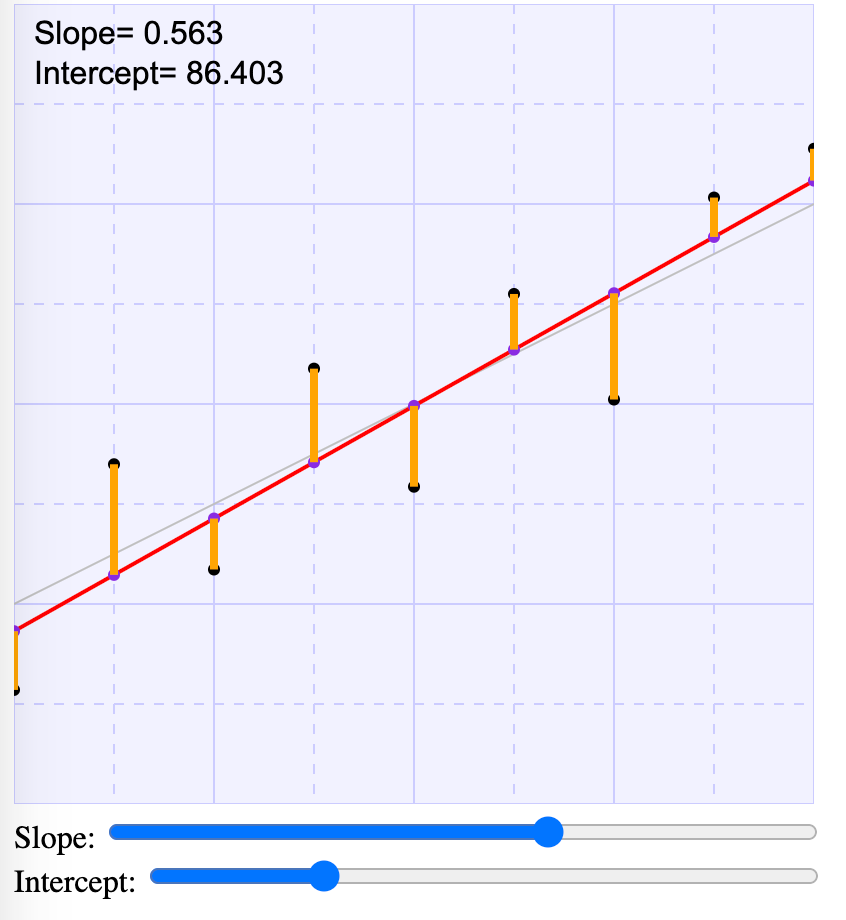 Slope= 0.563
Intercept= 86.403
Slope:
Intercept: